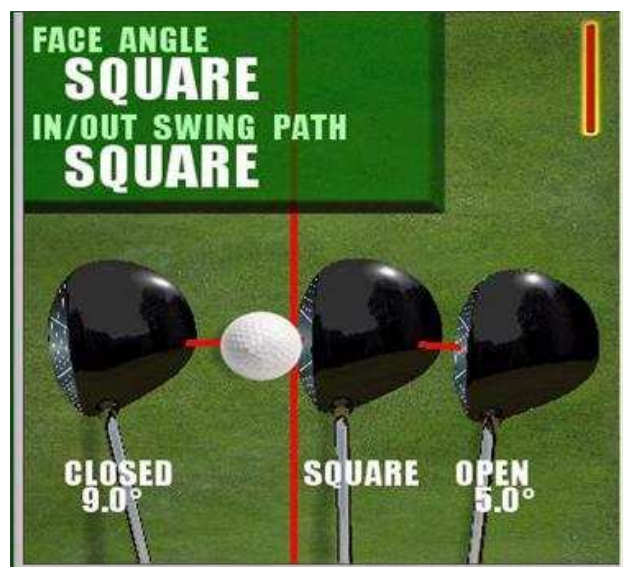 FACE ANGLE
SQUARE
IN/OUT SWING PATH
SQUARE
CLOSED
9.0°
SQUARE
OPEN
5.0°